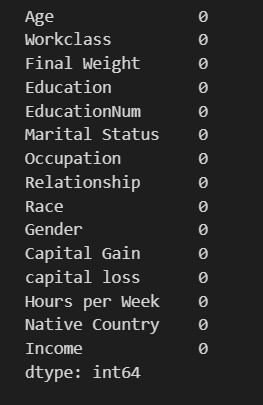 Age 0
Workclass 0
Final Weight 0
Education 0
EducationNum 0
Marital Status 0
Occupation 0
Relationship 0
Race 0
Gender 0
Capital Gain 0
capital loss 0
Hours per Week 0
Native Country 0
Income 0
dtype: int64